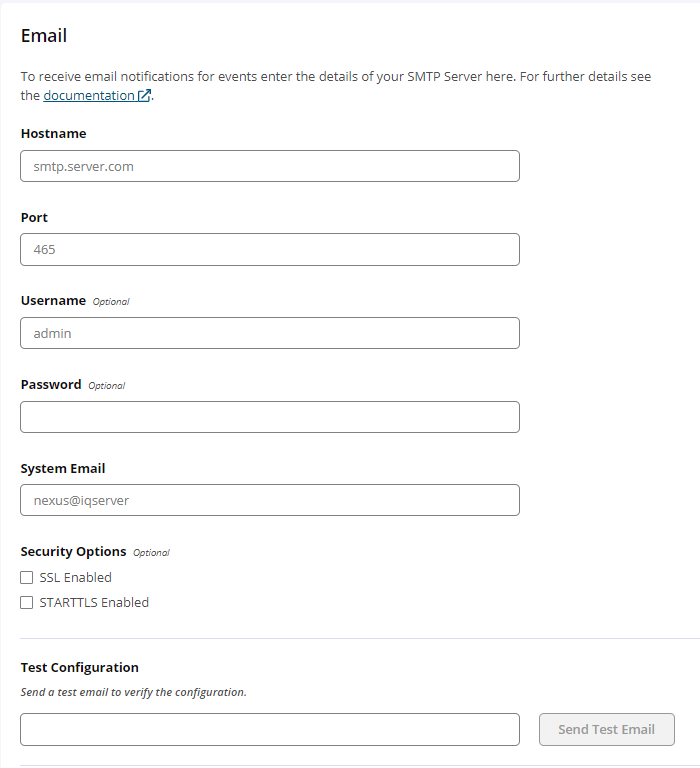 Email
To receive email notifications for events enter the details of your SMTP Server here. For further details see
the documentation.
Hostname
smtp.server.com
Port
465
Username Optional
admin
Password Optional
System Email
nexus@iqserver
Security Options Optional
SSL Enabled
STARTTLS Enabled
Test Configuration
Send a test email to verify the configuration.
Send Test Email